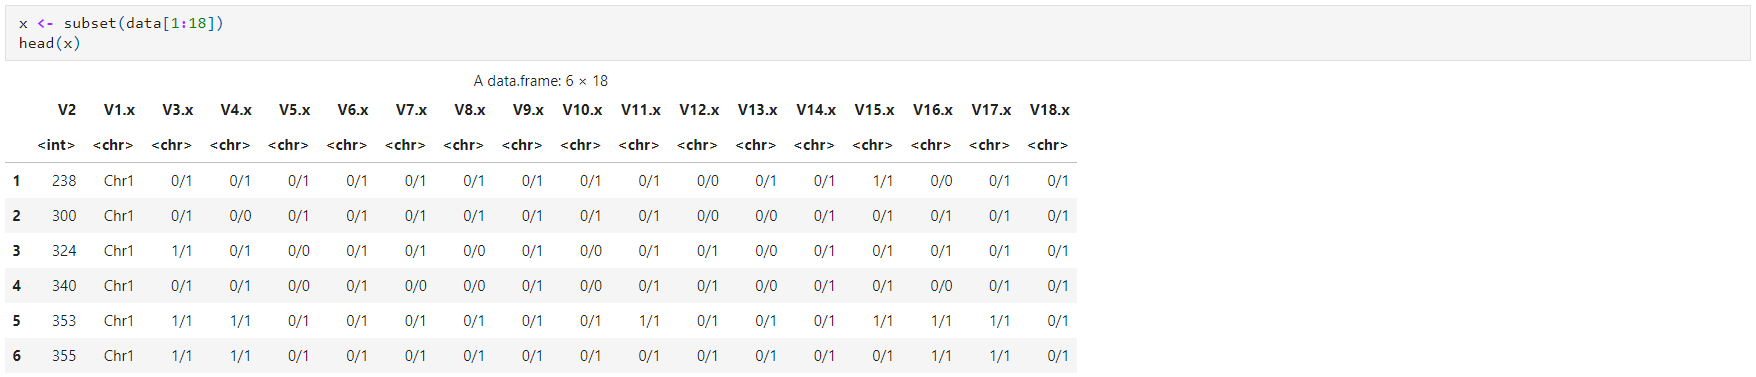 x <- subset(data[1:18])
head(x)
A data.frame: 6 × 18
V2 V1.x V3.x V4.x V5.x V6.x V7.x V8.x V9.x V10.x V11.x V12.x V13.x V14.x V15.x V16.x V17.x V18.x
<int> <chr> <chr> <chr> <chr> <chr> <chr> <chr> <chr> <chr> <chr> <chr> <chr> <chr> <chr> <chr> <chr> <chr>
1 238 Chr1 0/1 0/1 0/1 0/1 0/1 0/1 0/1 0/1 0/1 0/0 0/1 0/1 1/1 0/0 0/1 0/1
2 300 Chr1 0/1 0/0 0/1 0/1 0/1 0/1 0/1 0/1 0/1 0/0 0/0 0/1 0/1 0/1 0/1 0/1
3 324 Chr1 1/1 0/1 0/0 0/1 0/1 0/0 0/1 0/0 0/1 0/1 0/0 0/1 0/1 0/1 0/1 0/1
4 340 Chr1 0/1 0/1 0/0 0/1 0/0 0/0 0/1 0/0 0/1 0/1 0/0 0/1 0/1 0/0 0/1 0/1
5 353 Chr1 1/1 1/1 0/1 0/1 0/1 0/1 0/1 0/1 1/1 0/1 0/1 0/1 1/1 1/1 1/1 0/1
6 355 Chr1 1/1 1/1 0/1 0/1 0/1 0/1 0/1 0/1 0/1 0/1 0/1 0/1 0/1 1/1 1/1 0/1